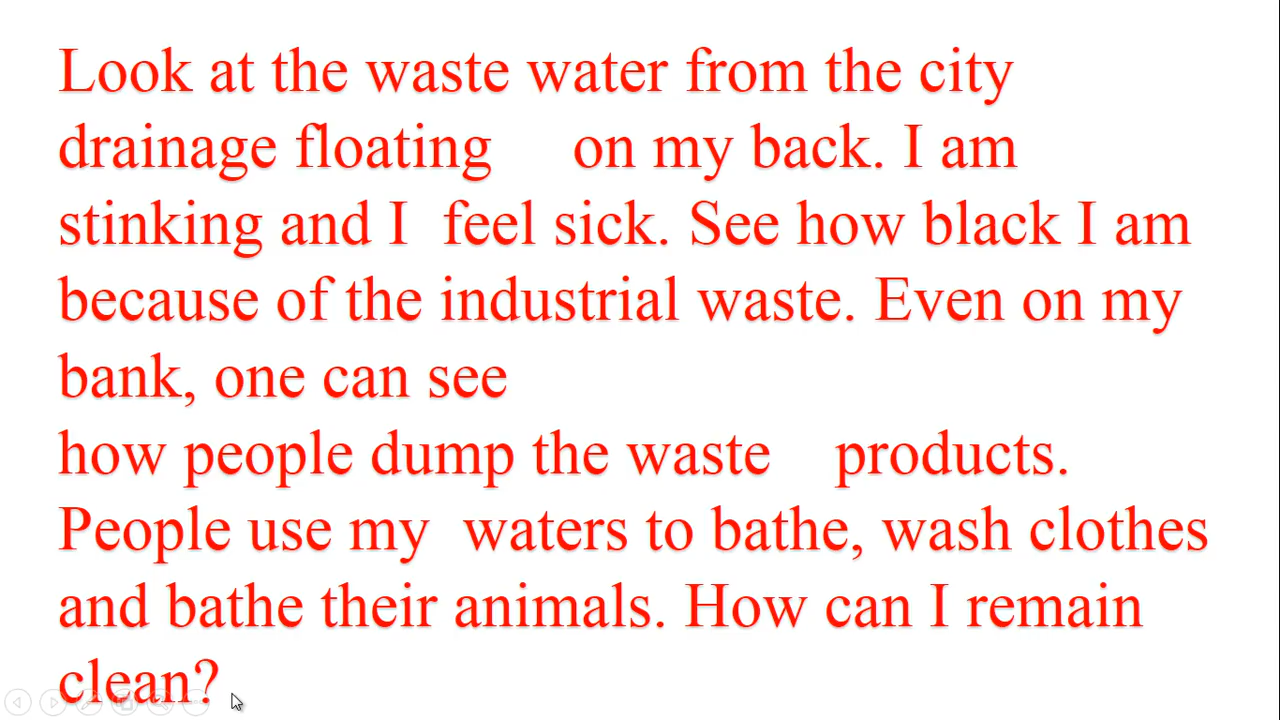 Look at the waste water from the city
drainage floating on my back. I am
stinking and I feel sick. See how black I am
because of the industrial waste. Even on my
bank, one can see
how people dump the waste products.
People use my waters to bathe, wash clothes
and bathe their animals. How can I remain
clean?